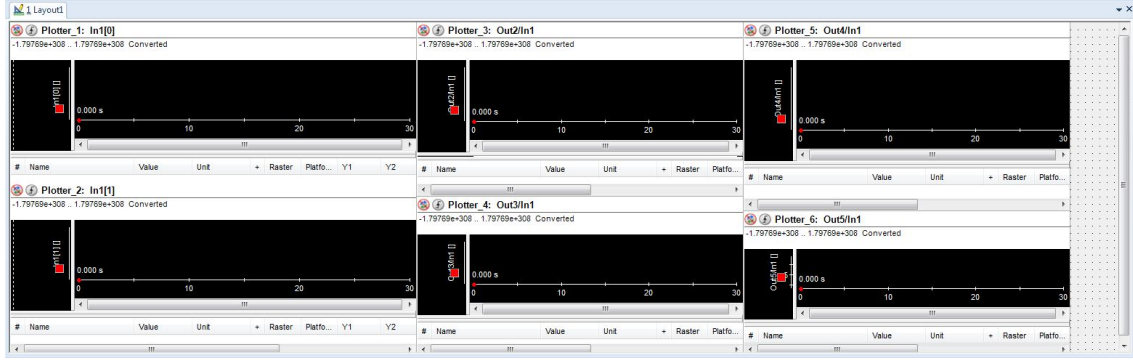 1 Layout1
Plotter_1: In1[0]
-1.79769e+308 .. 1.79769e+308 Converted
In1[0] []
0.000 s
0 10 20 30
# Name Value Unit + Raster Platfo... Y1 Y2
Plotter_2: In1[1]
-1.79769e+308 .. 1.79769e+308 Converted
In1[1] []
0.000 s
0 10 20 30
# Name Value Unit + Raster Platfo... Y1 Y2
Plotter_3: Out2/In1
-1.79769e+308 .. 1.79769e+308 Converted
Out2/In1 []
0.000 s
0 10 20 30
# Name Value Unit + Raster Platfo...
Plotter_4: Out3/In1
-1.79769e+308 .. 1.79769e+308 Converted
Out3/In1 []
0.000 s
0 10 20 30
# Name Value Unit + Raster Platfo...
Plotter_5: Out4/In1
-1.79769e+308 .. 1.79769e+308 Converted
Out4/In1 []
0.000 s
0 10 20 30
# Name Value Unit + Raster Platfo...
Plotter_6: Out5/In1
-1.79769e+308 .. 1.79769e+308 Converted
Out5/In1 []
0.000 s
0 10 20 30
# Name Value Unit + Raster Platfo...